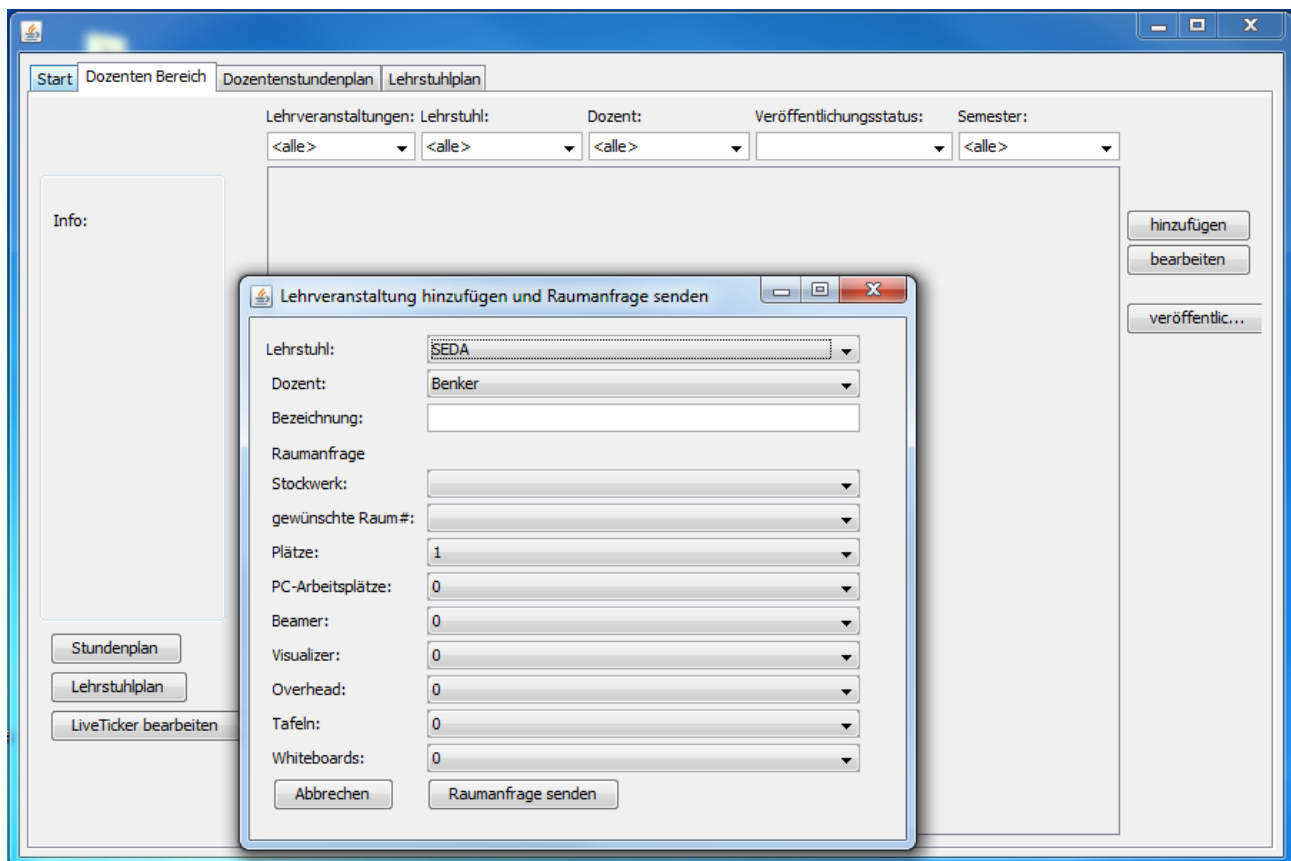 Start Dozenten Bereich Dozentenstundenplan Lehrstuhlplan
Lehrveranstaltungen: Lehrstuhl: Dozent: Veröffentlichungsstatus: Semester:
<alle> <alle> <alle> <alle>
Info:
hinzufügen
bearbeiten
veröffentlic...
Lehrveranstaltung hinzufügen und Raumanfrage senden
Lehrstuhl: SEDA
Dozent: Benker
Bezeichnung:
Raumanfrage
Stockwerk:
gewünschte Raum#:
Plätze: 1
PC-Arbeitsplätze: 0
Beamer: 0
Visualizer: 0
Overhead: 0
Tafeln: 0
Whiteboards: 0
Abbrechen Raumanfrage senden
Stundenplan
Lehrstuhlplan
LiveTicker bearbeiten